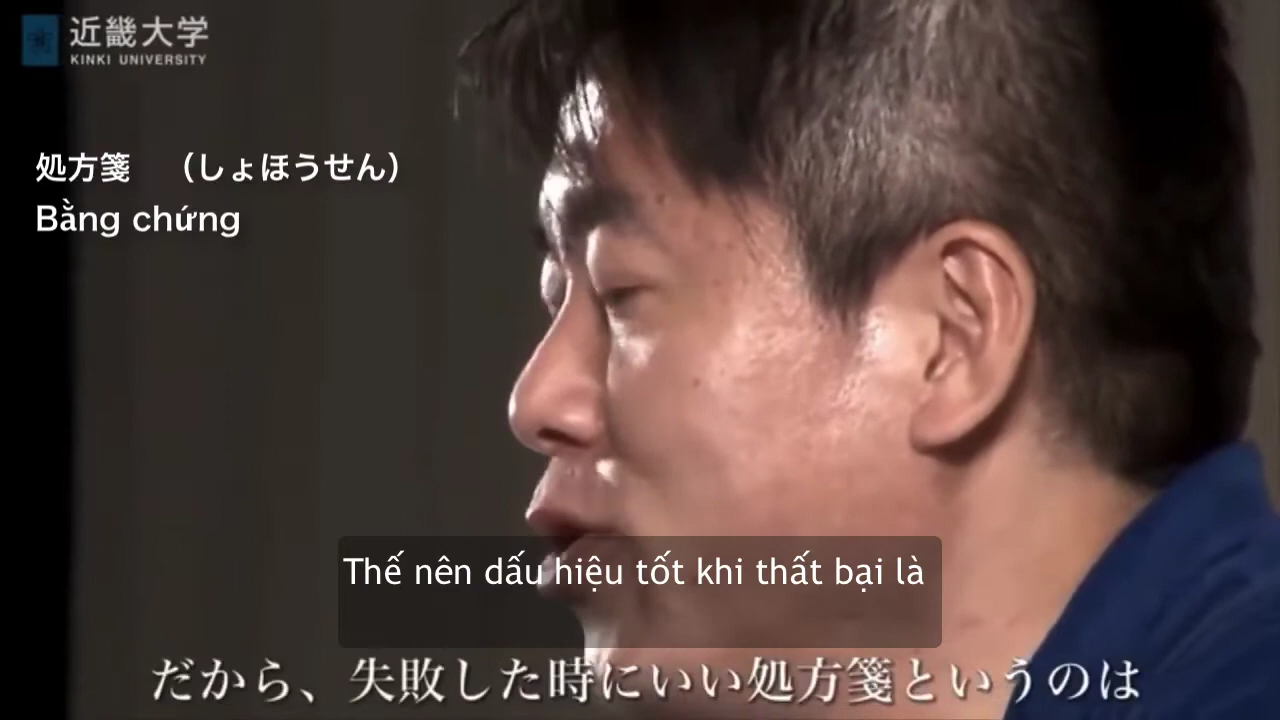 近畿大学
KINKI UNIVERSITY
処方箋 （しょほうせん）
Bằng chứng
Thế nên dấu hiệu tốt khi thất bại là
だから、失敗した時にいい処方箋というのは